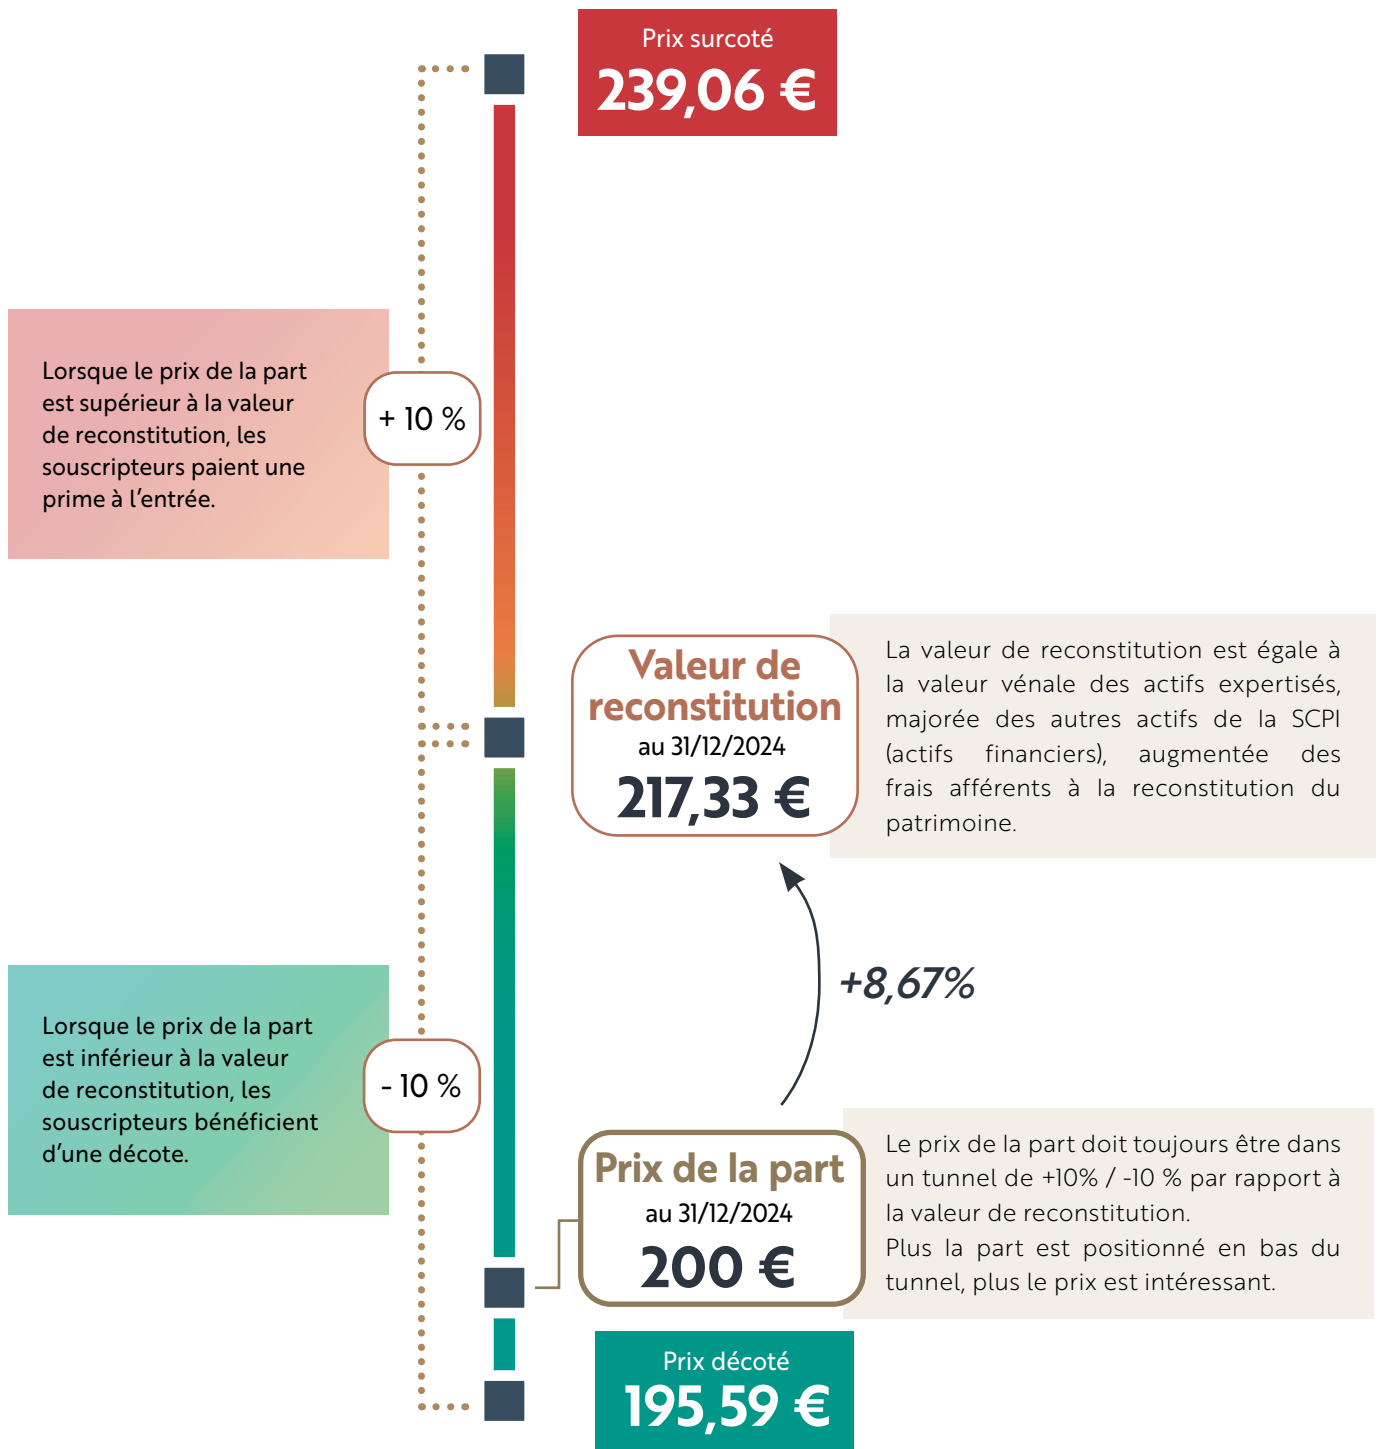 Prix surcoté
239,06 €
Lorsque le prix de la part
est supérieur à la valeur
de reconstitution, les
souscripteurs paient une
prime à l’entrée.
+ 10 %
Valeur de
reconstitution
au 31/12/2024
217,33 €
La valeur de reconstitution est égale à
la valeur vénale des actifs expertisés,
majorée des autres actifs de la SCPI
(actifs financiers), augmentée des
frais afférents à la reconstitution du
patrimoine.
+8,67%
Lorsque le prix de la part
est inférieur à la valeur
de reconstitution, les
souscripteurs bénéficient
d’une décote.
- 10 %
Prix de la part
au 31/12/2024
200 €
Le prix de la part doit toujours être dans
un tunnel de +10% / -10 % par rapport à
la valeur de reconstitution.
Plus la part est positionné en bas du
tunnel, plus le prix est intéressant.
Prix décoté
195,59 €